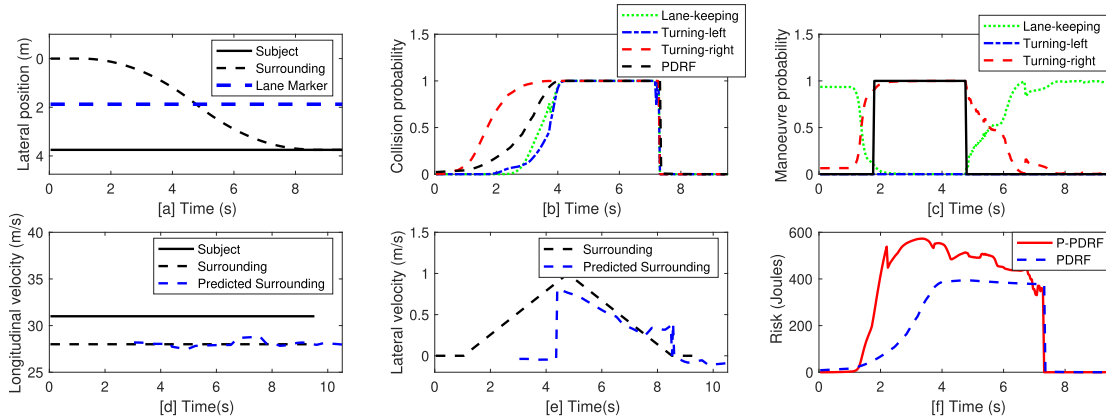 Lateral position (m)
0
2
4
0
2
4
6
8
Subject
Surrounding
Lane Marker
[a] Time (s)
Collision probability
1.5
1
0.5
0
0
2
4
6
8
Lane-keeping
Turning-left
Turning-right
PDRF
[b] Time (s)
Manoeuvre probability
1.5
1
0.5
0
0
2
4
6
8
Lane-keeping
Turning-left
Turning-right
[c] Time (s)
Longitudinal velocity (m/s)
40
35
30
25
0
2
4
6
8
10
Subject
Surrounding
Predicted Surrounding
[d] Time(s)
Lateral velocity (m/s)
1.5
1
0.5
0
0
2
4
6
8
10
Surrounding
Predicted Surrounding
[e] Time(s)
Risk (Joules)
600
400
200
0
0
2
4
6
8
P-PDRF
PDRF
[f] Time (s)